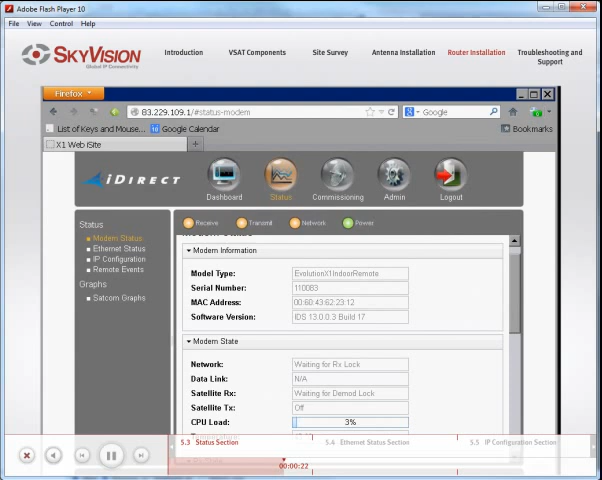 Adobe Flash Player 10
File View Control Help
SKYVISION
Global IP Connectivity
Introduction VSAT Components Site Survey Antenna Installation Router Installation Troubleshooting and Support
Firefox
83.229.109.1/#status-modem Google
List of Keys and Mouse... Google Calendar Bookmarks
X1 Web iSite
iDIRECT
Dashboard Status Commissioning Admin Logout
Status
Modem Status
Ethernet Status
IP Configuration
Remote Events
Graphs
Satcom Graphs
Receive Transmit Network Power
Modem Status
Modem Information
Model Type: EvolutionX1IndoorRemote
Serial Number: 110063
MAC Address: 00:60:43:62:23:12
Software Version: IDS 13.0.0.3 Build 17
Modem State
Network: Waiting for Rx Lock
Data Link: N/A
Satellite Rx: Waiting for Demod Lock
Satellite Tx: Off
CPU Load: 3%
5.3 Status Section 5.4 Ethernet Status Section 5.5 IP Configuration Section
00:00:22